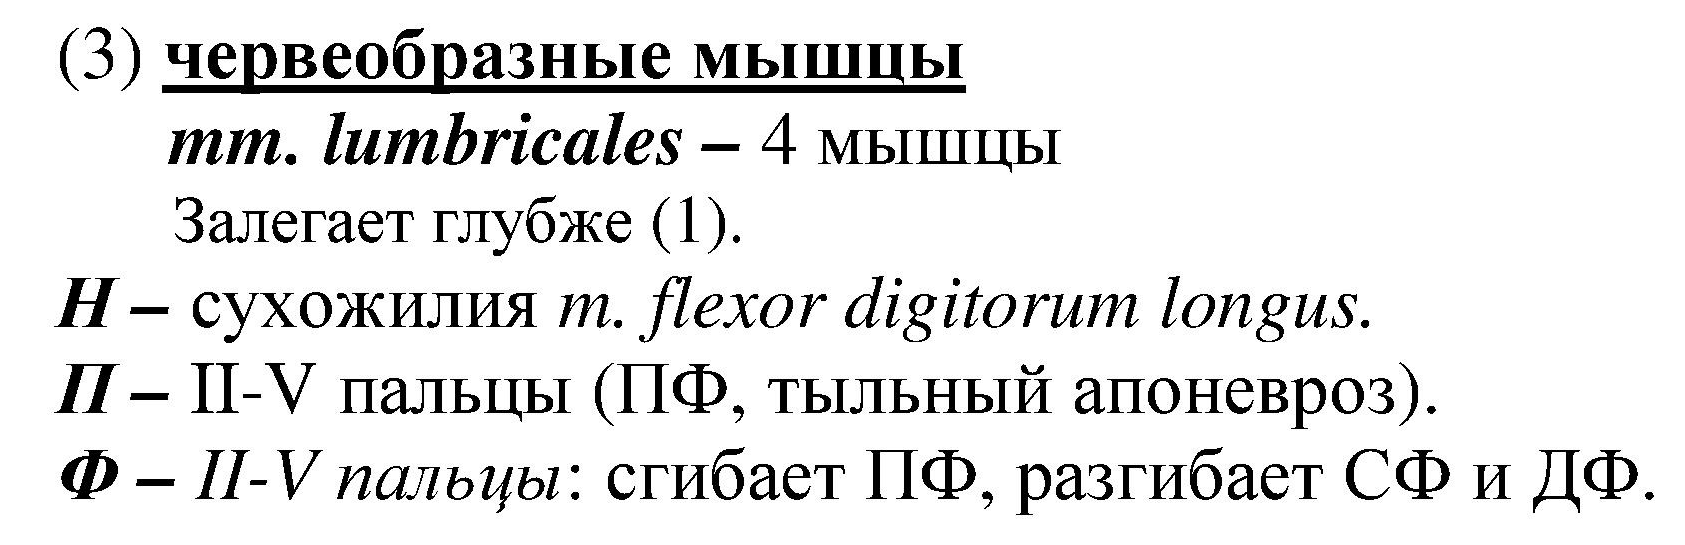 (3) червеобразные мышцы
mm. lumbricales – 4 мышцы
Залегает глубже (1).
Н – сухожилия m. flexor digitorum longus.
П – II-V пальцы (ПФ, тыльный апоневроз).
Ф – II-V пальцы: сгибает ПФ, разгибает СФ и ДФ.